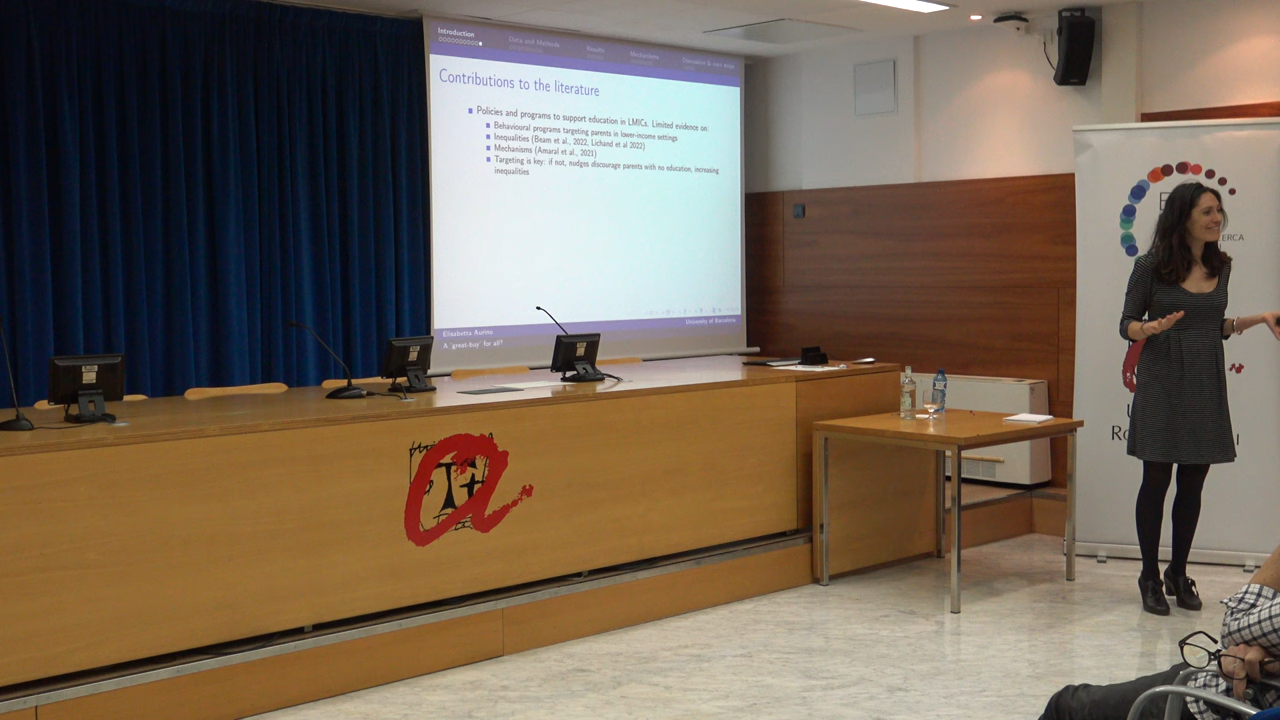 Introduction
Data and Methods
Results
Mechanisms
Discussion & next steps
Contributions to the literature
Policies and programs to support education in LMICs. Limited evidence on:
Behavioural programs targeting parents in lower-income settings
Inequalities (Beam et al., 2022, Lichand et al 2022)
Mechanisms (Amaral et al., 2021)
Targeting is key: if not, nudges discourage parents with no education, increasing
inequalities
Elisabetta Aurino
University of Barcelona
A 'great-buy' for all?